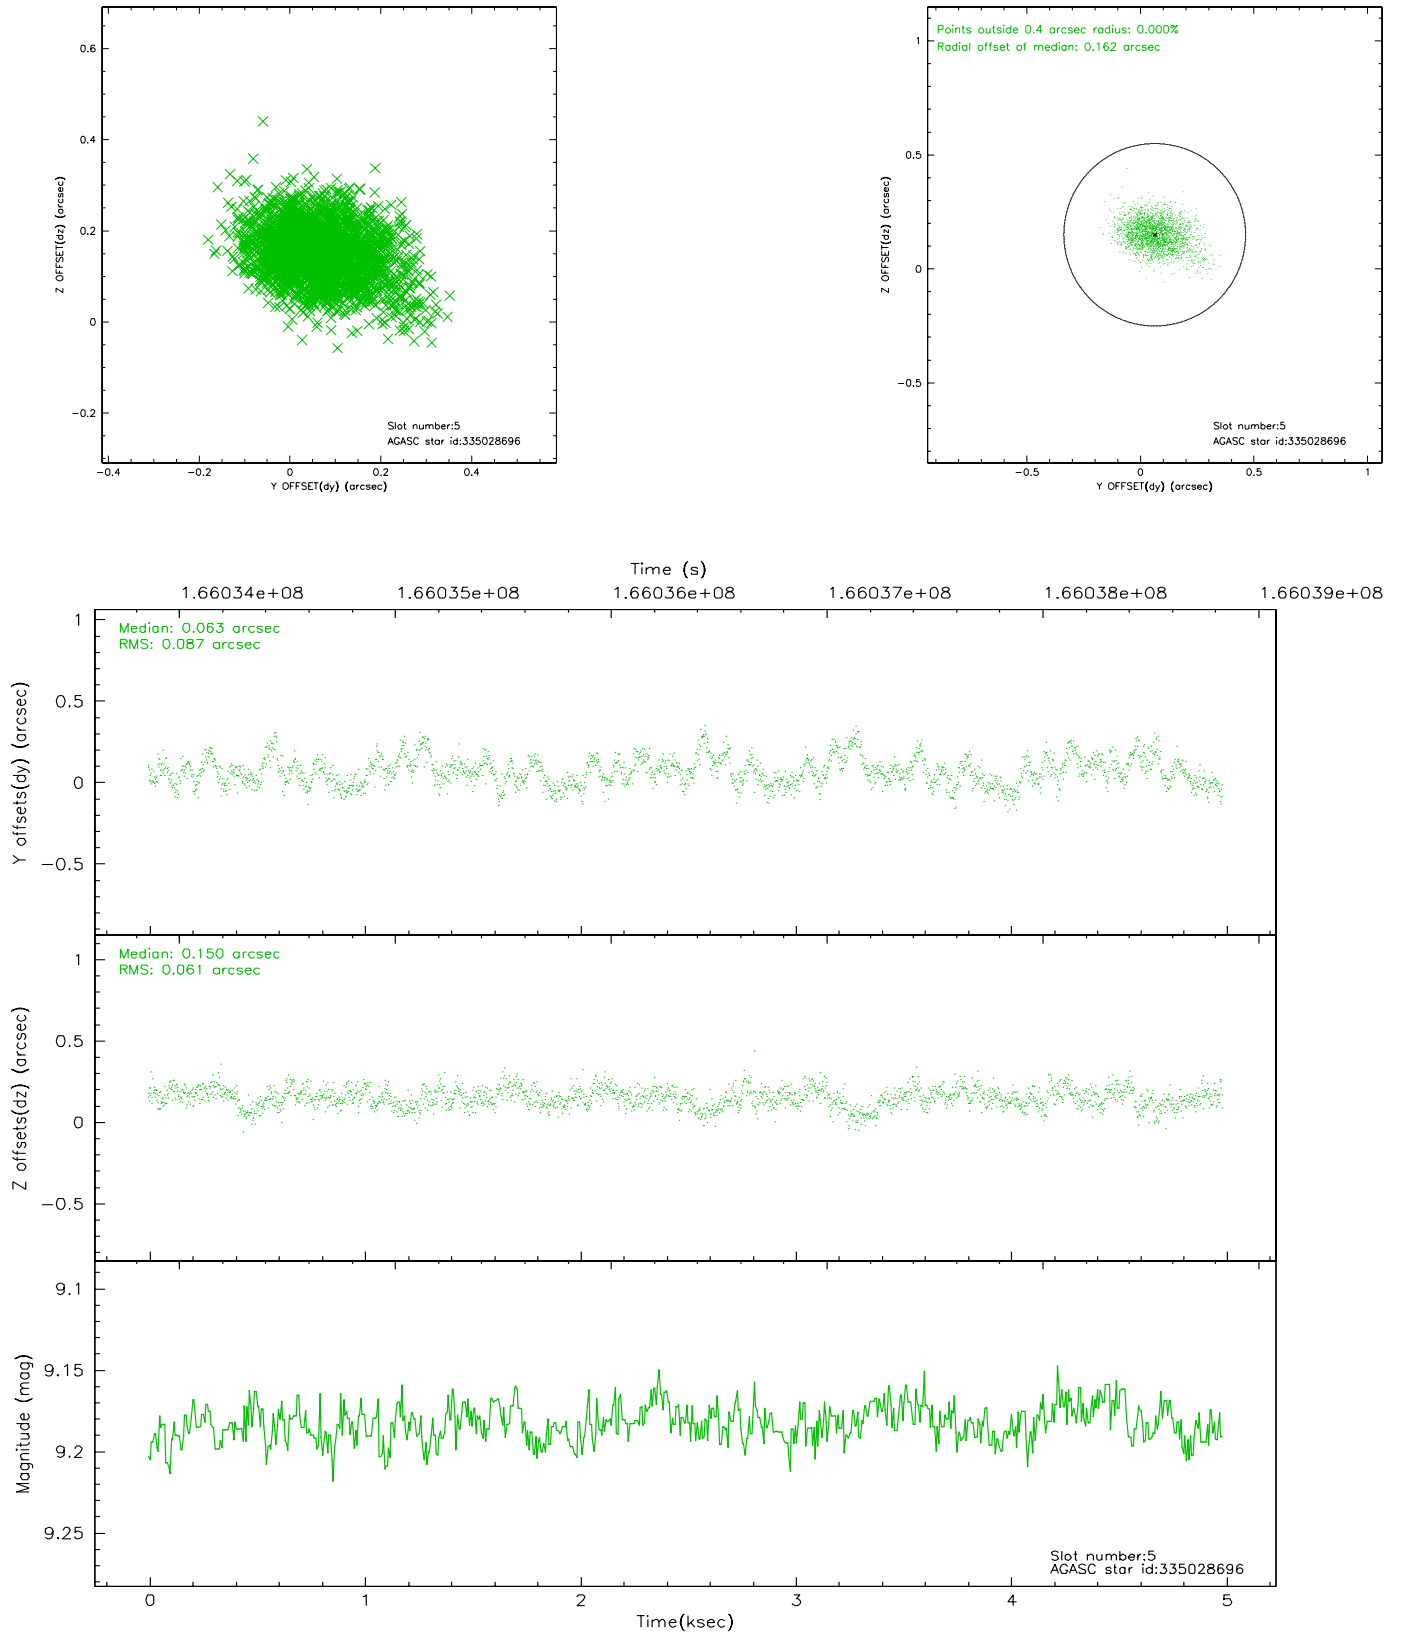 0.6
0.4
0.2
0
−0.2
−0.4
−0.2
0
0.2
0.4
Z OFFSET(dz) (arcsec)
Y OFFSET(dy) (arcsec)
Slot number:5
AGASC star id:335028696
Points outside 0.4 arcsec radius: 0.000%
Radial offset of median: 0.162 arcsec
1
0.5
0
−0.5
−0.5
0
0.5
1
Z OFFSET(dz) (arcsec)
Y OFFSET(dy) (arcsec)
Slot number:5
AGASC star id:335028696
Time (s)
1.66034e+08 1.66035e+08 1.66036e+08 1.66037e+08 1.66038e+08 1.66039e+08
Median: 0.063 arcsec
RMS: 0.087 arcsec
1
0.5
0
−0.5
Y offsets(dy) (arcsec)
Median: 0.150 arcsec
RMS: 0.061 arcsec
1
0.5
0
−0.5
Z offsets(dz) (arcsec)
9.1
9.15
9.2
9.25
Magnitude (mag)
Slot number:5
AGASC star id:335028696
0 1 2 3 4 5
Time(ksec)